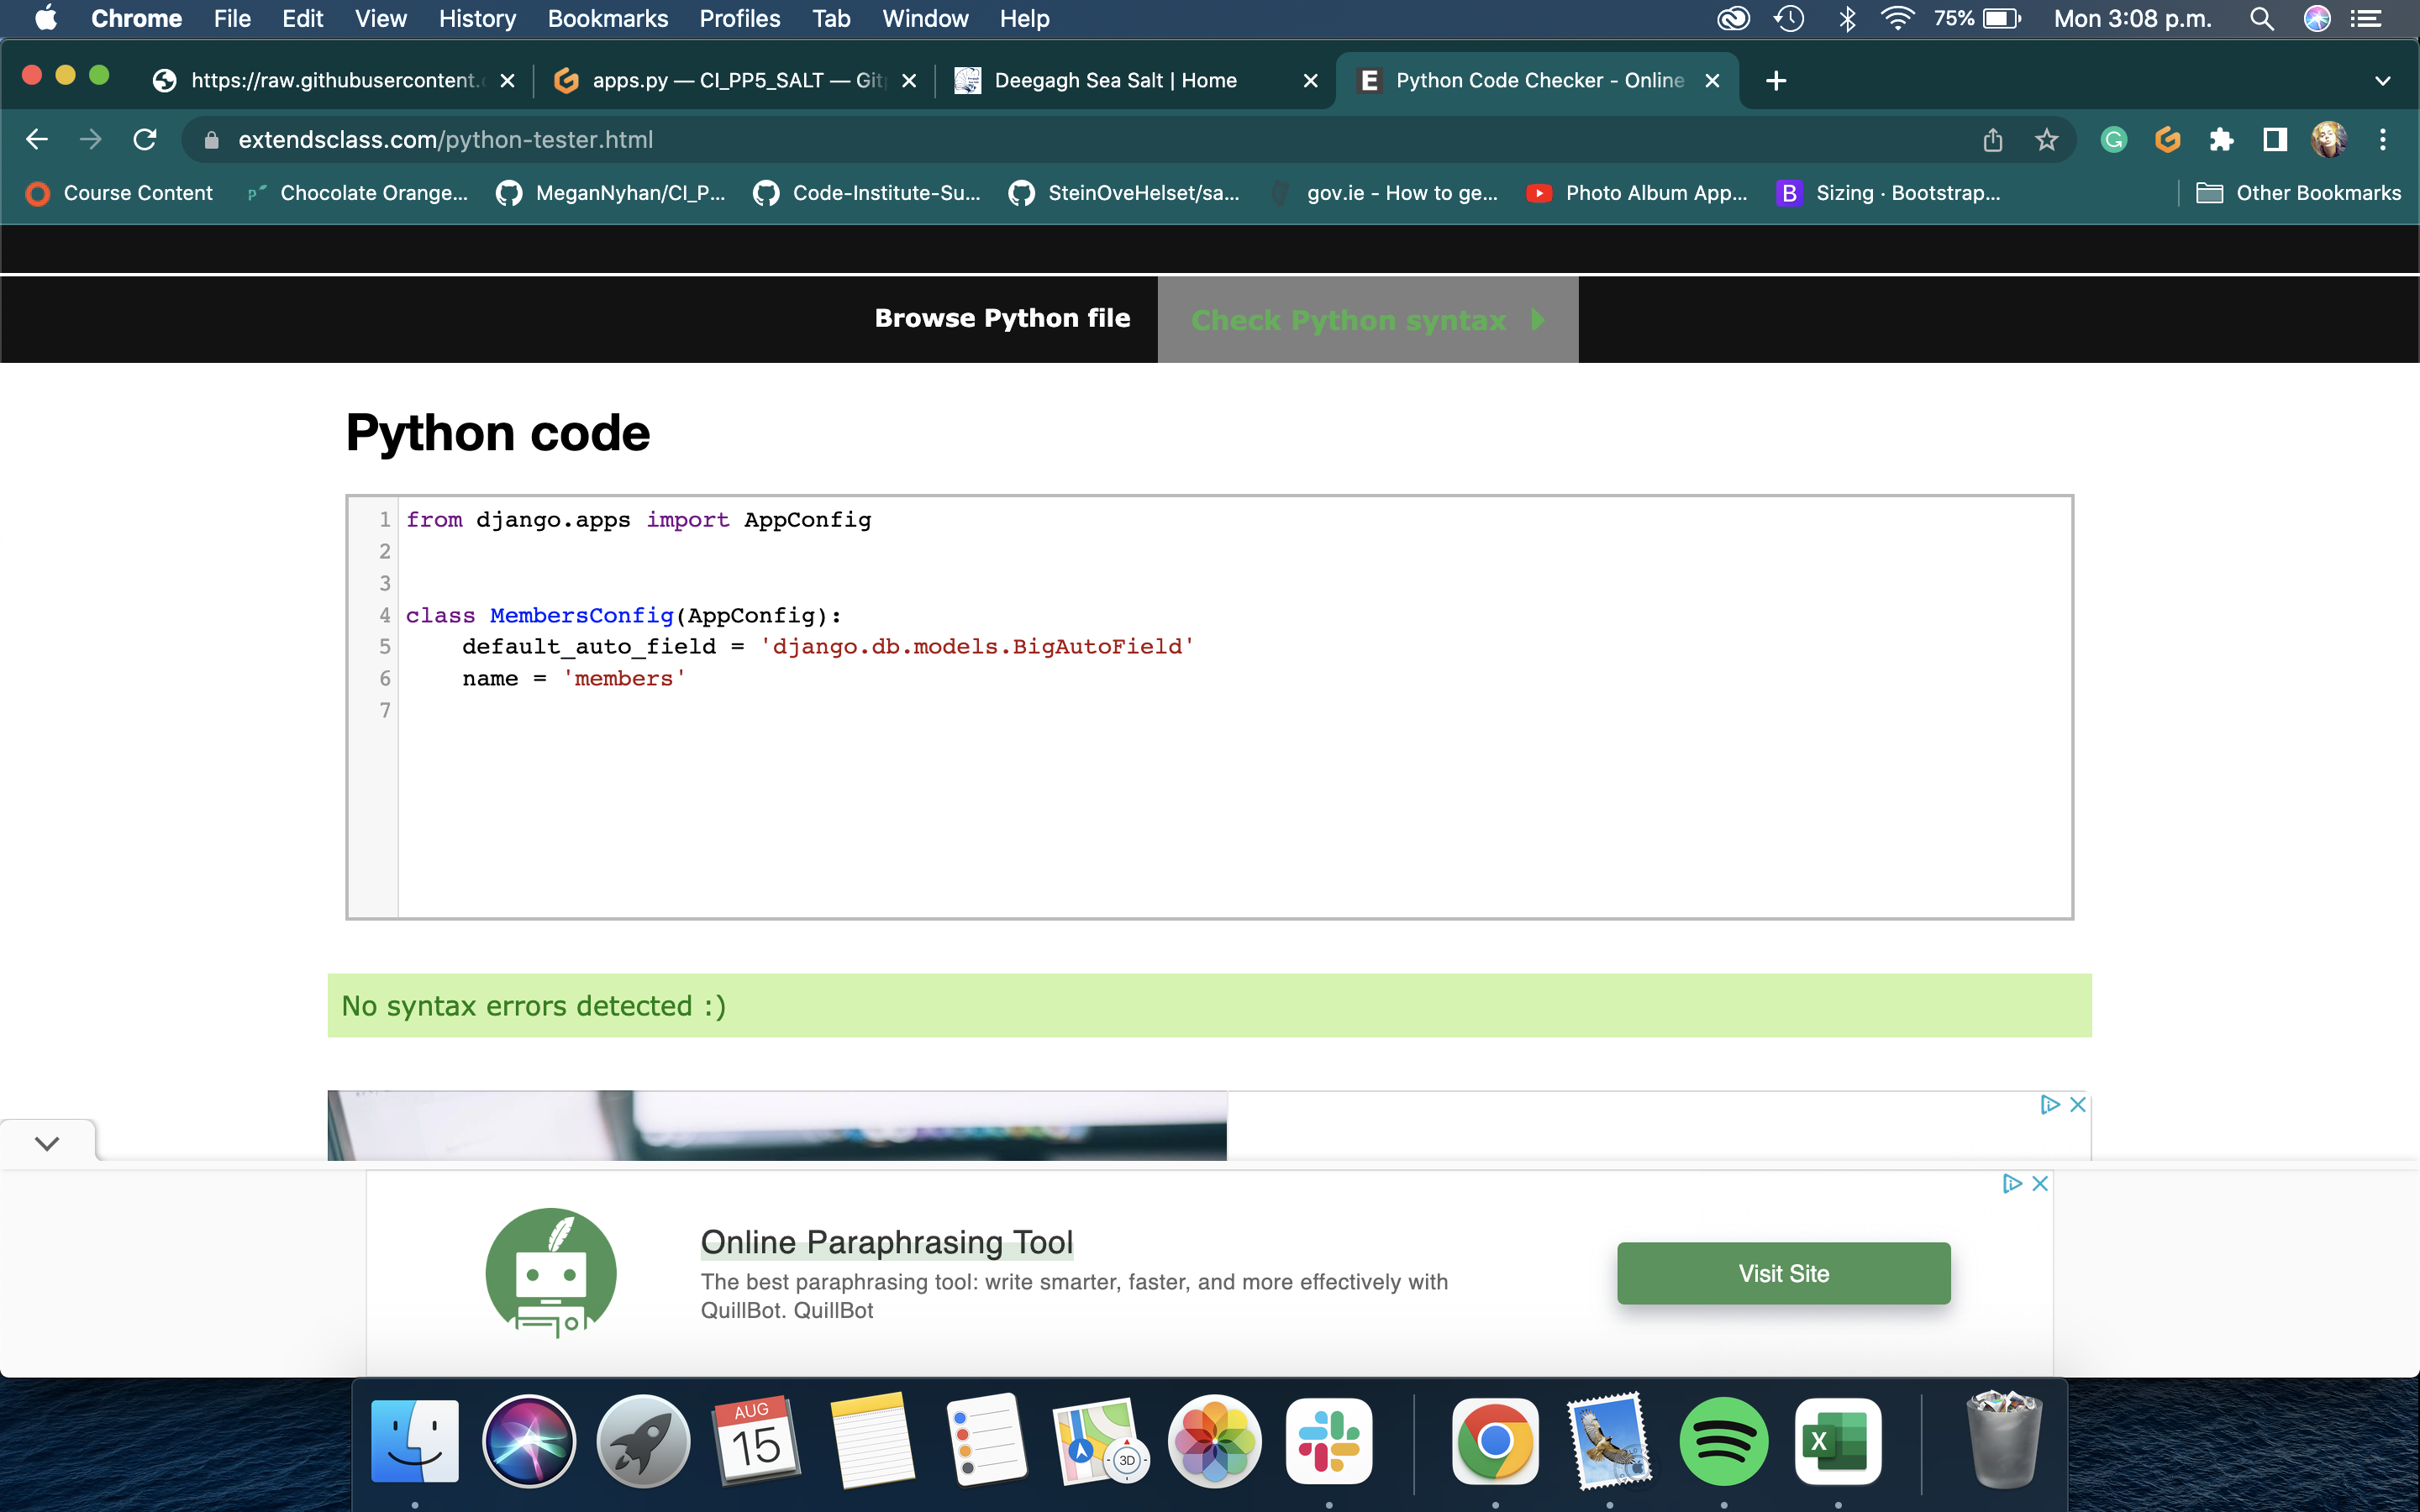 Chrome File Edit View History Bookmarks Profiles Tab Window Help 75% Mon 3:08 p.m.
https://raw.githubusercontent.c apps.py — CI_PP5_SALT — Git Deegagh Sea Salt | Home Python Code Checker - Online
extendsclass.com/python-tester.html
Course Content Chocolate Orange... MeganNyhan/CI_P... Code-Institute-Su... SteinOveHelset/sa... gov.ie - How to ge... Photo Album App... Sizing · Bootstrap... Other Bookmarks
Browse Python file Check Python syntax
Python code
1 from django.apps import AppConfig
2
3
4 class MembersConfig(AppConfig):
5 default_auto_field = 'django.db.models.BigAutoField'
6 name = 'members'
7
No syntax errors detected :)
Online Paraphrasing Tool
The best paraphrasing tool: write smarter, faster, and more effectively with
QuillBot. QuillBot
Visit Site
AUG
15
3D
X